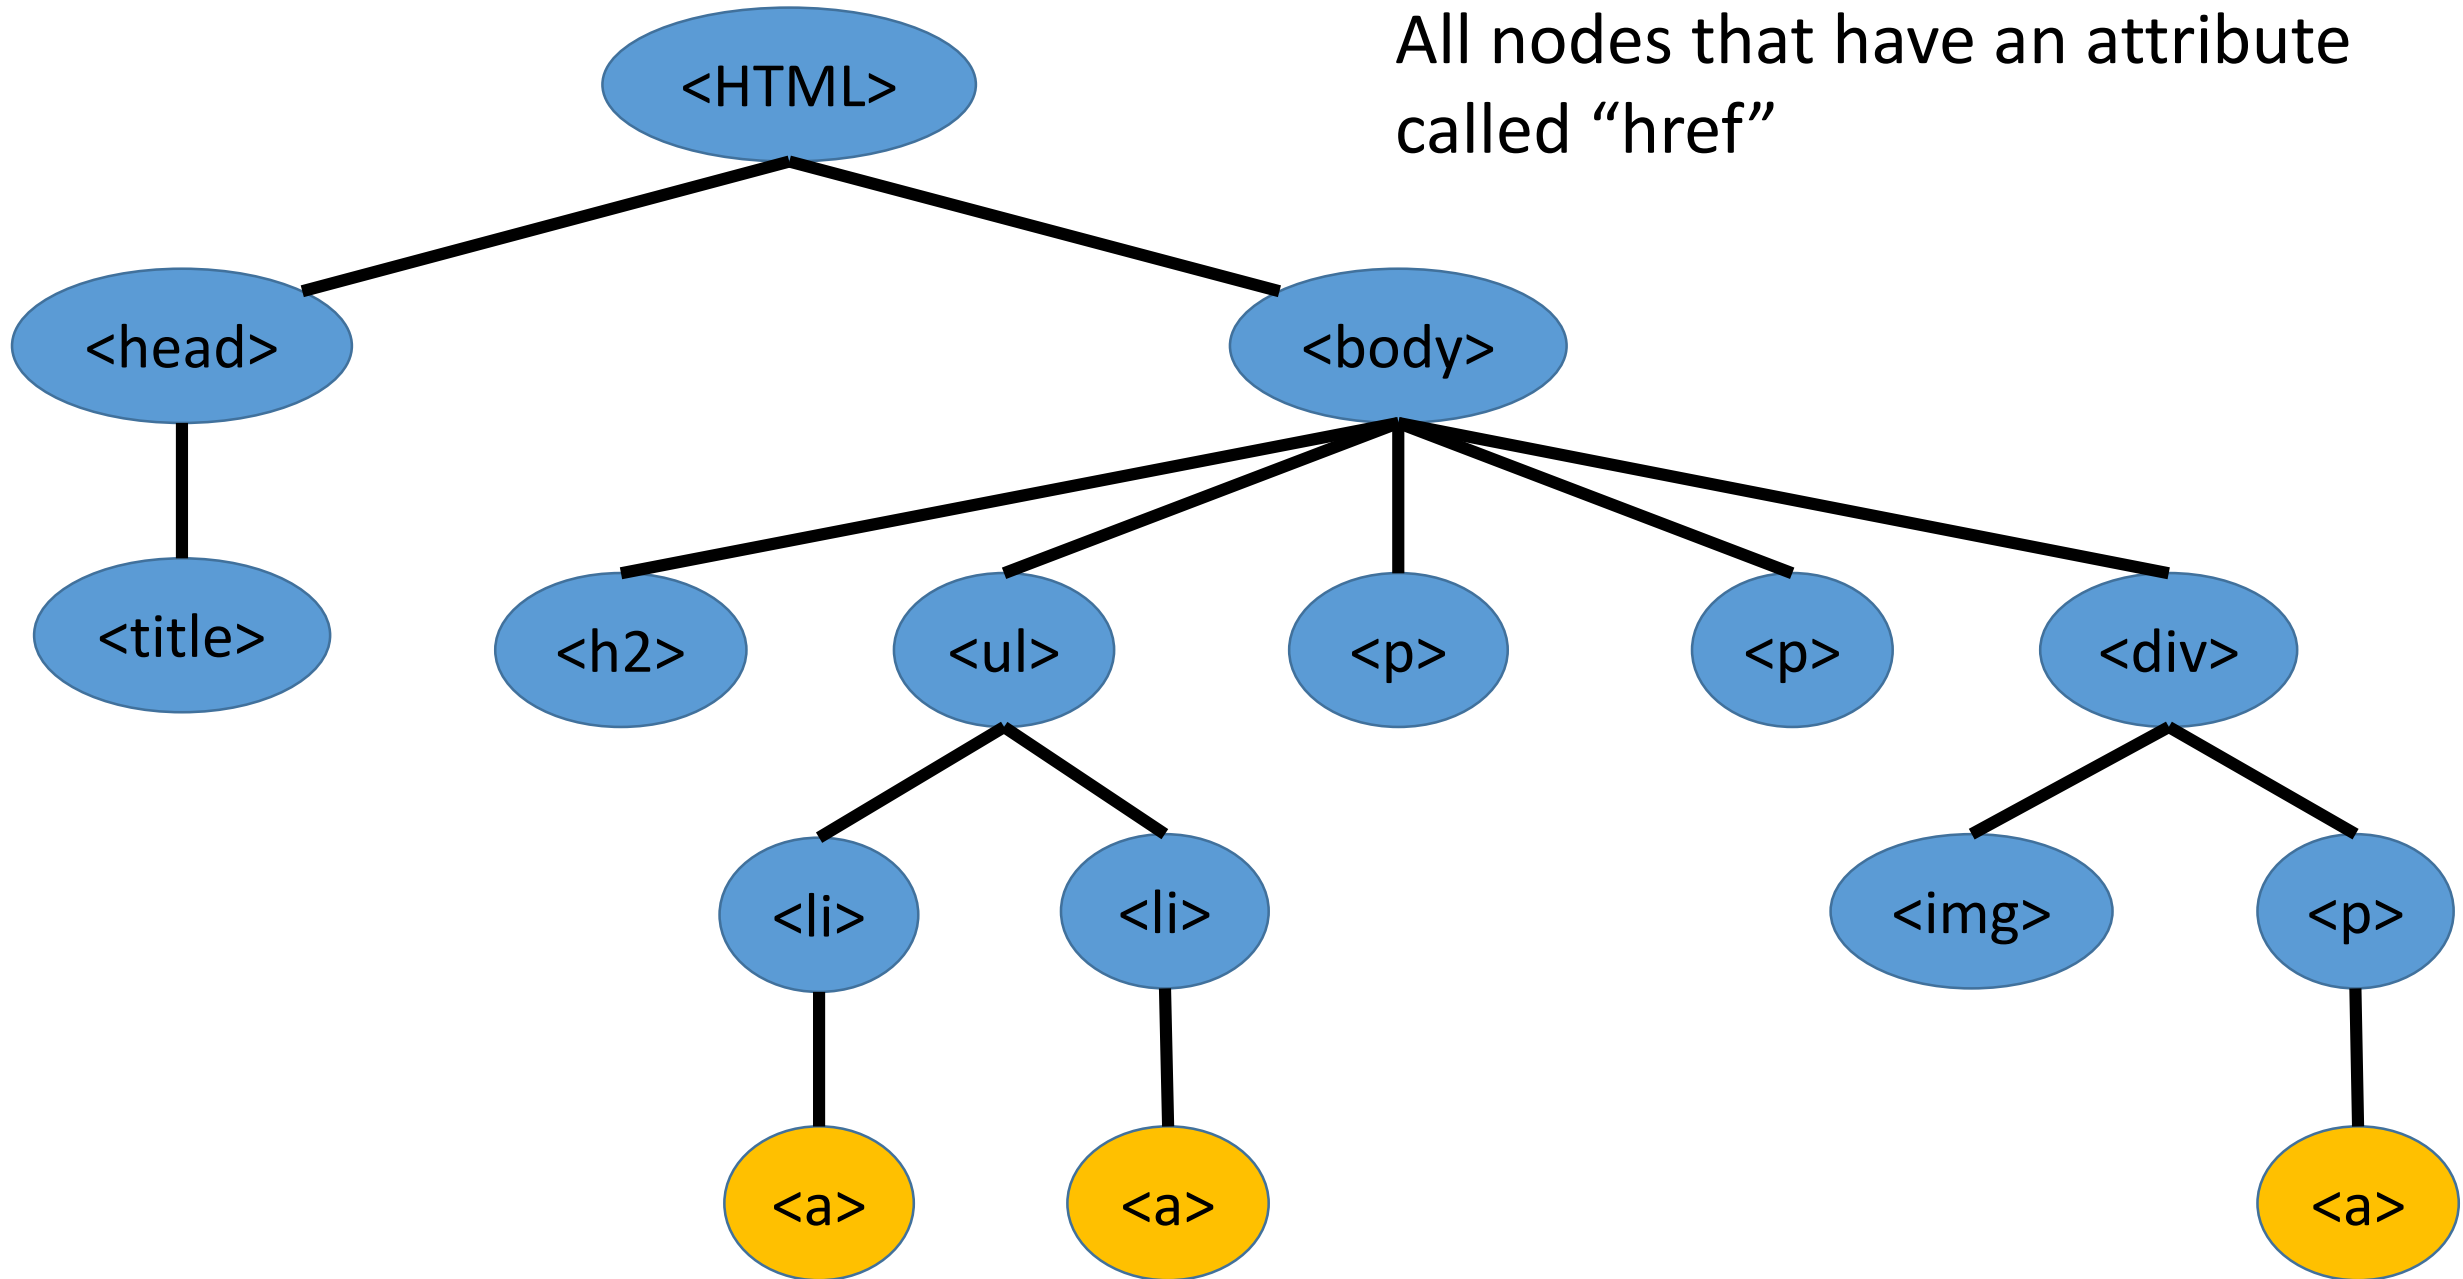 All nodes that have an attribute
called “href”
<HTML>
<head>
<body>
<title>
<h2>
<ul>
<p>
<p>
<div>
<li>
<li>
<img>
<p>
<a>
<a>
<a>